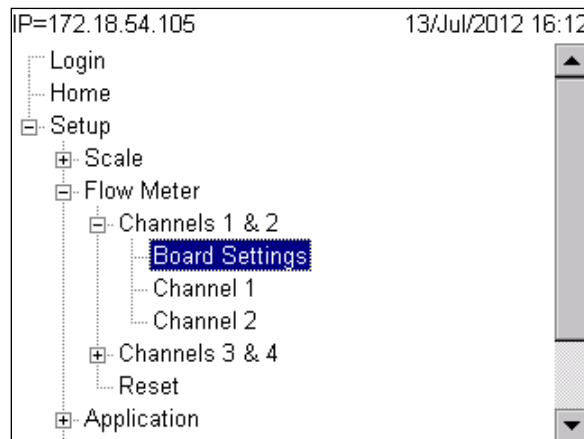 IP=172.18.54.105 13/Jul/2012 16:12
Login
Home
Setup
Scale
Flow Meter
Channels 1 & 2
Board Settings
Channel 1
Channel 2
Channels 3 & 4
Reset
Application